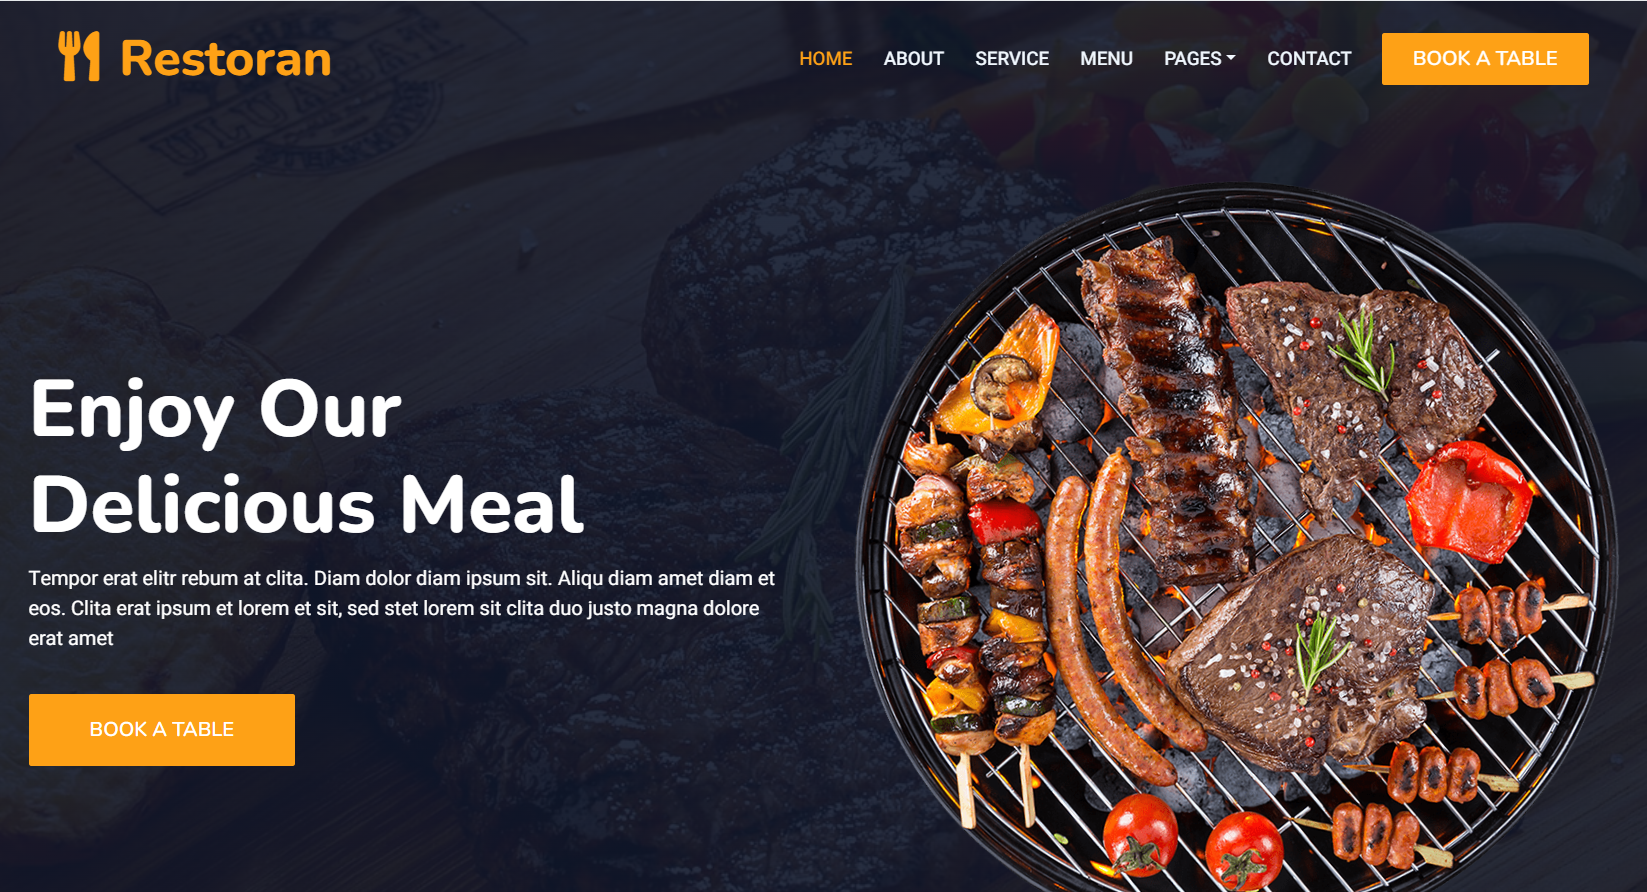 Restoran
HOME ABOUT SERVICE MENU PAGES CONTACT BOOK A TABLE
Enjoy Our
Delicious Meal
Tempor erat elitr rebum at clita. Diam dolor diam ipsum sit. Aliqu diam amet diam et
eos. Clita erat ipsum et lorem et sit, sed stet lorem sit clita duo justo magna dolore
erat amet
BOOK A TABLE